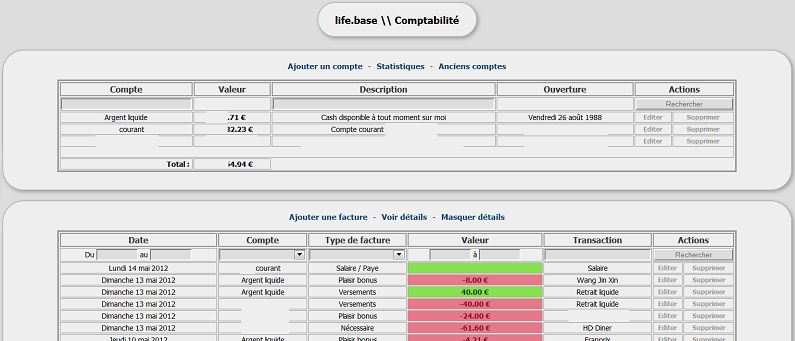 life.base \\ Comptabilité
Ajouter un compte - Statistiques - Anciens comptes
Compte Valeur Description Ouverture Actions
Rechercher
Argent liquide .71 € Cash disponible à tout moment sur moi Vendredi 26 août 1988 Editer Supprimer
courant 32.23 € Compte courant Editer Supprimer
Editer Supprimer
Total : 4.94 €
Ajouter une facture - Voir détails - Masquer détails
Date Compte Type de facture Valeur Transaction Actions
Du au à Rechercher
Lundi 14 mai 2012 courant Salaire / Paye Salaire Editer Supprimer
Dimanche 13 mai 2012 Argent liquide Plaisir bonus -8.00 € Wang Jin Xin Editer Supprimer
Dimanche 13 mai 2012 Argent liquide Versements 40.00 € Retrait liquide Editer Supprimer
Dimanche 13 mai 2012 Versements -40.00 € Retrait liquide Editer Supprimer
Dimanche 13 mai 2012 Plaisir bonus -24.00 € Editer Supprimer
Dimanche 13 mai 2012 Nécessaire -61.60 € HD Diner Editer Supprimer
Jeudi 10 mai 2012 Argent liquide Plaisir bonus -4.21 € Franprix Editer Supprimer